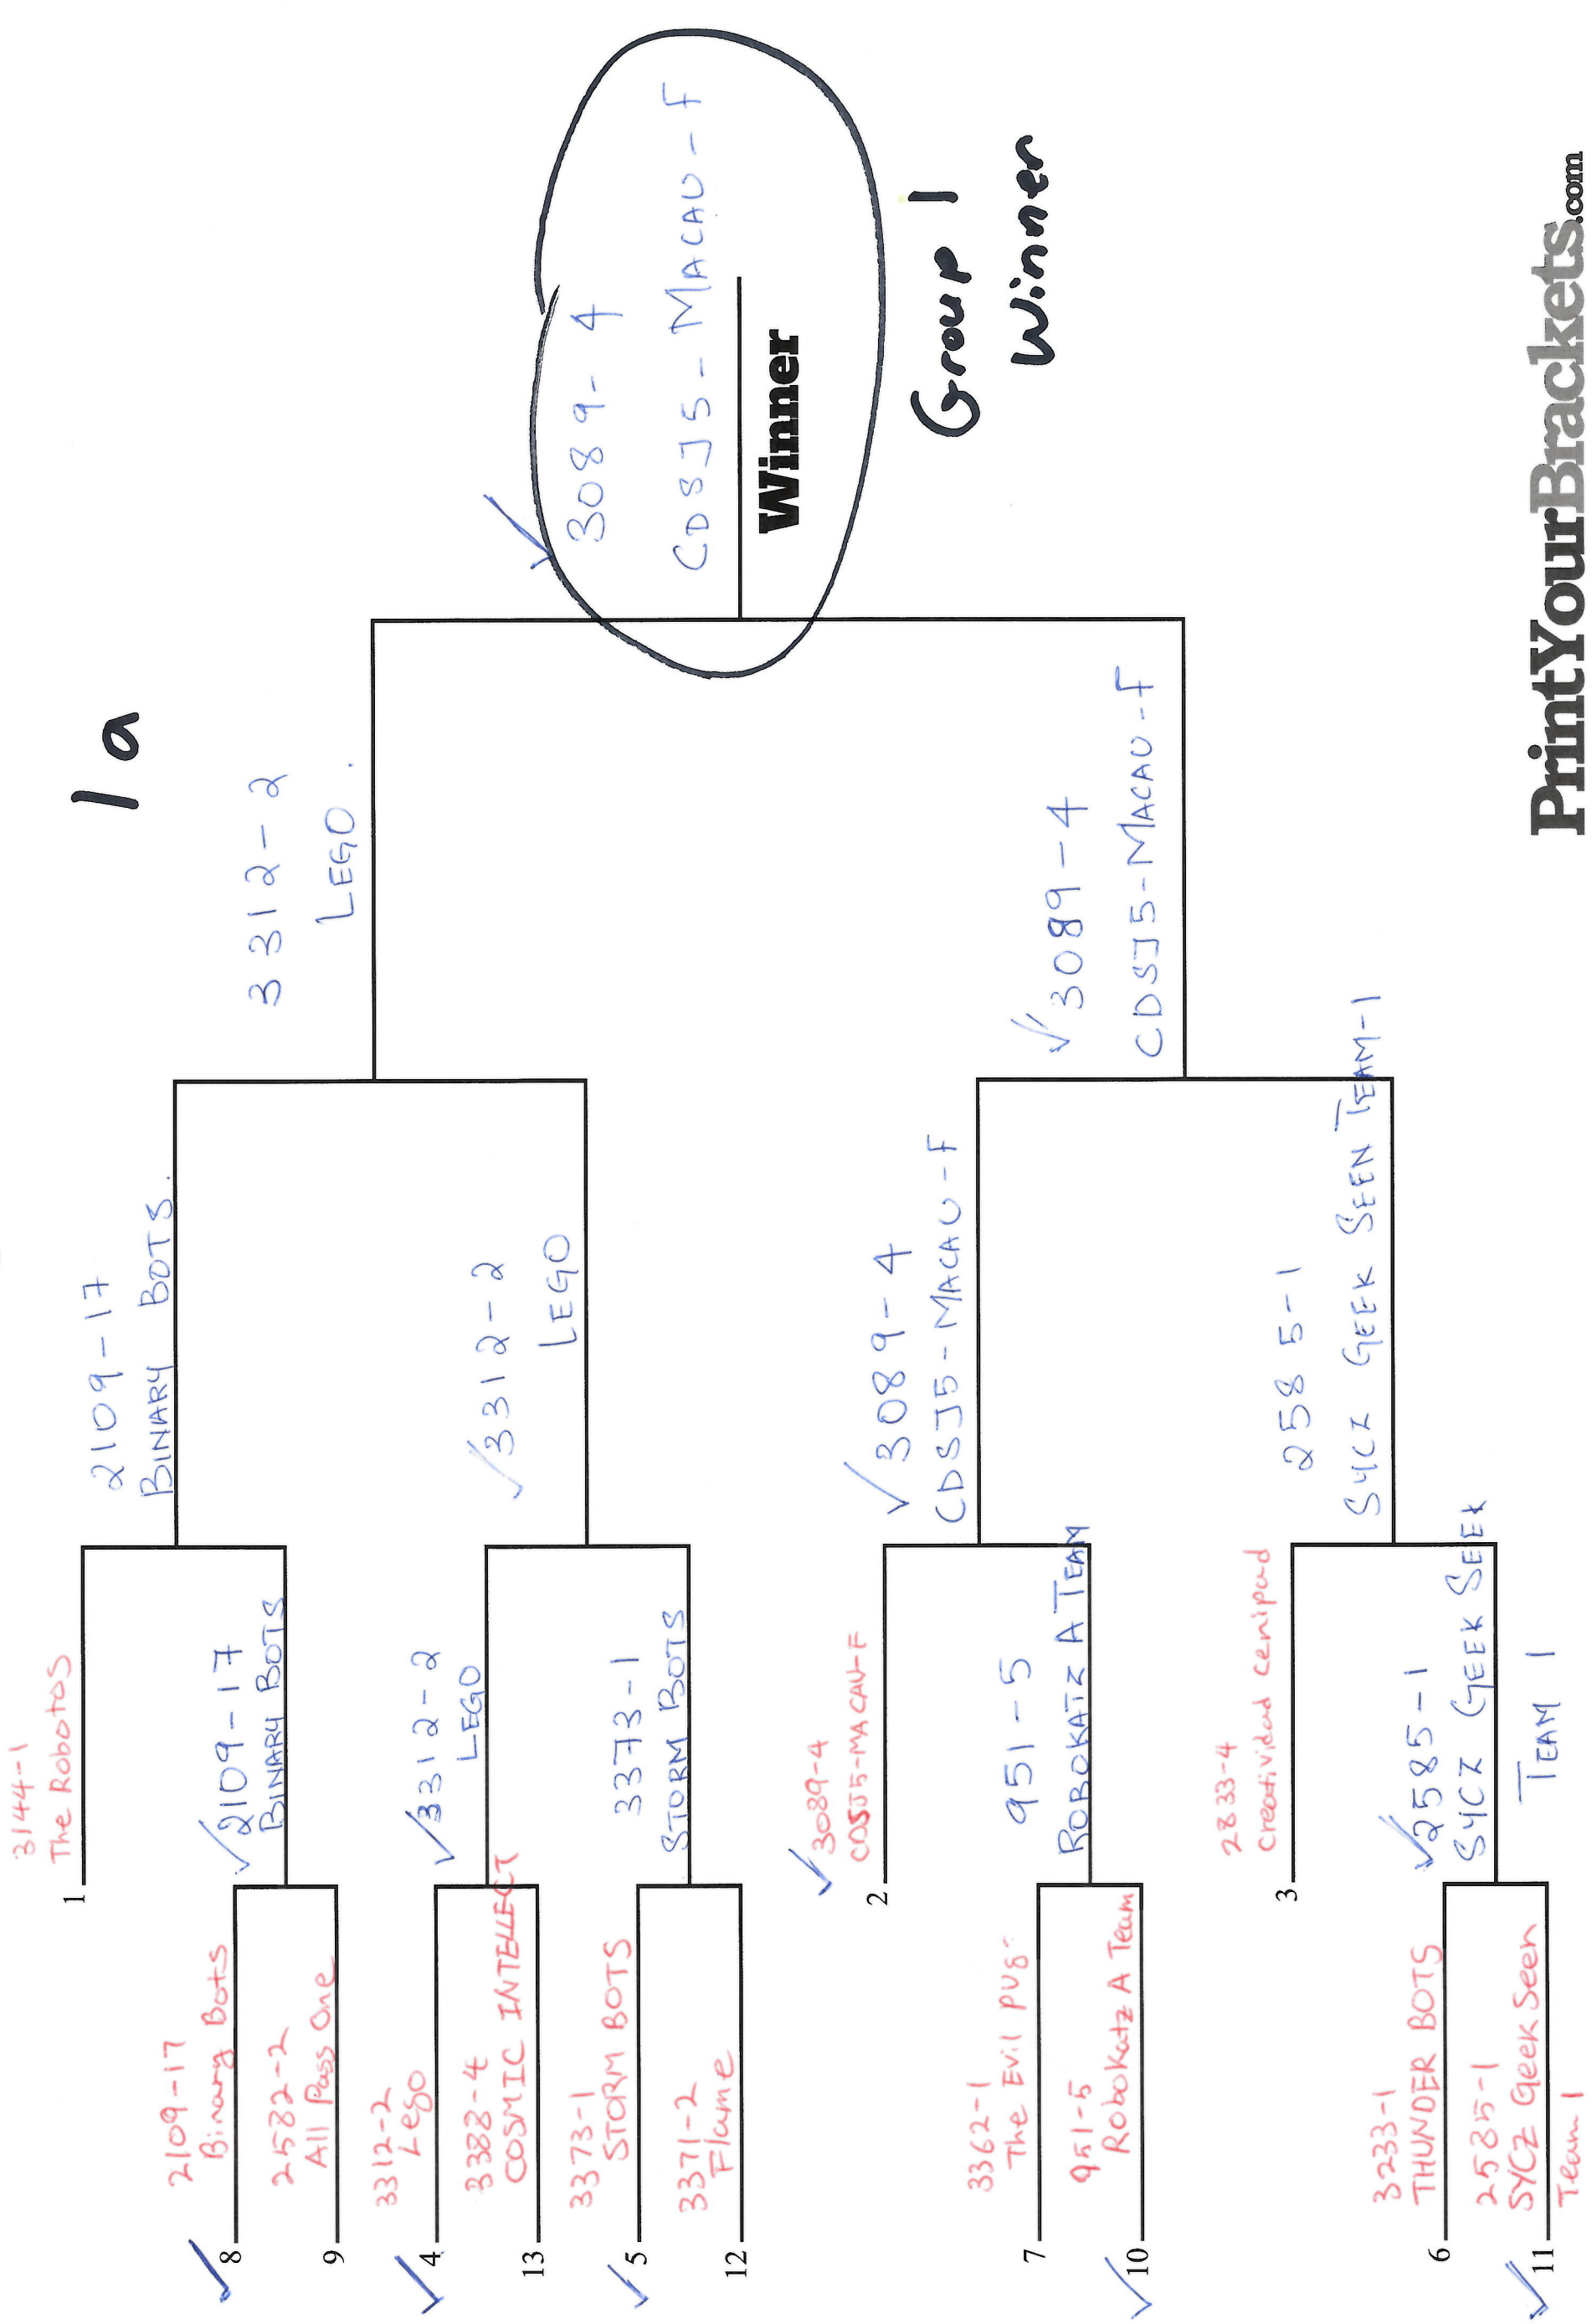 1a
3144-1
The Robotos
1
2109-17
BINARY BOTS.
2109-17
Binary Bots
8
✓
✓2109-17
BINARY BOTS
2582-2
All Pass One
9
3312-2
LEGO.
3312-2
Lego
4
✓
✓3312-2
LEGO
3388-4
COSMIC INTELLECT
13
✓3312-2
LEGO
3373-1
STORM BOTS
5
✓
3373-1
STORM BOTS
3371-2
Flame
12
✓
3089-4
CDSJ5-MACAU-F
Winner
Group 1
Winner
✓3089-4
CDSJ5-MACAU-F
2
✓3089-4
CDSJ5-MACAU-F
3362-1
The Evil
7
951-5
ROBOKATZ A TEAM
951-5
Robokatz A Team
10
✓
✓3089-4
CDSJ5-MACAU-F
2833-4
Creatividad Cenipad
3
2585-1
SYCZ GEEK SEEN TEAM-1
3233-1
THUNDER BOTS
6
✓2585-1
SYCZ GEEK SEEK
TEAM 1
2585-1
SYCZ Geek Seen
Team 1
11
✓
PrintYourBrackets.com